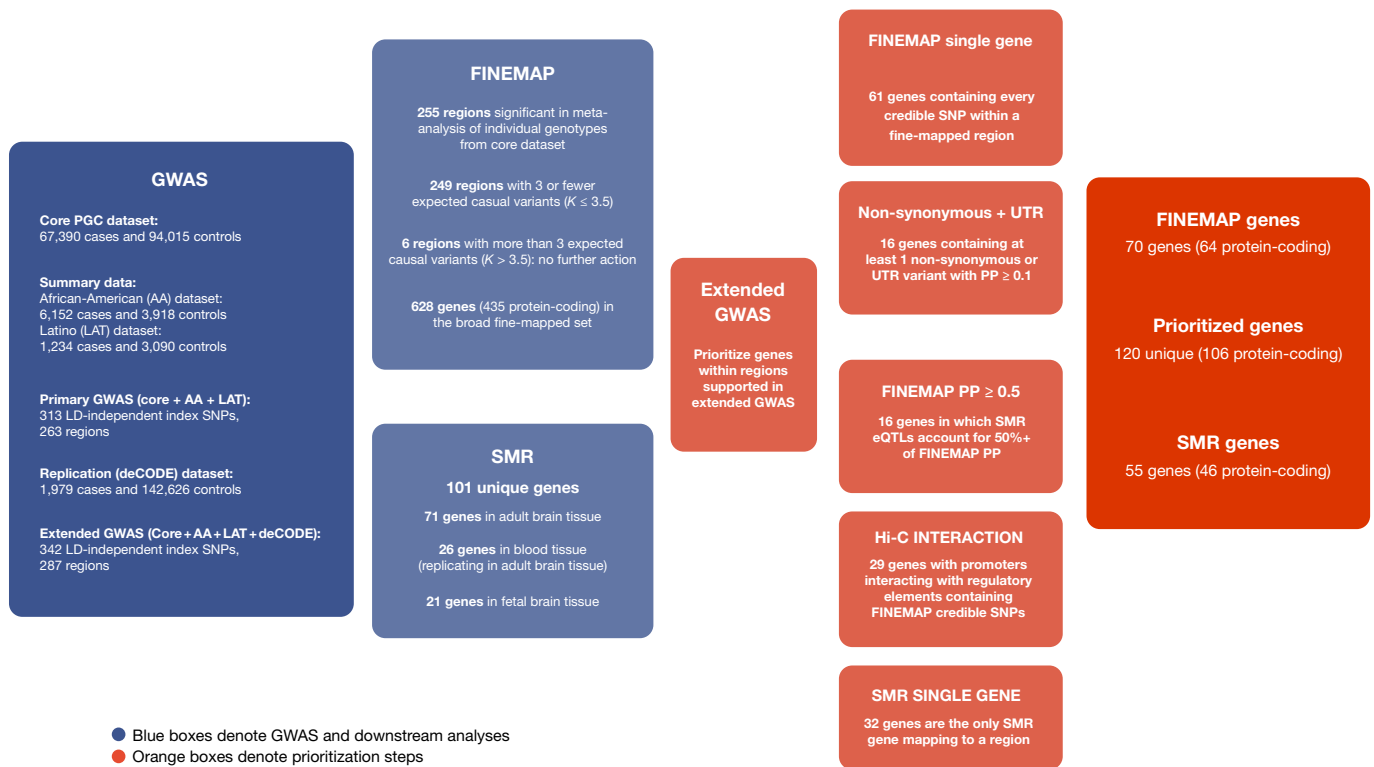 GWAS
Core PGC dataset:
67,390 cases and 94,015 controls
Summary data:
African-American (AA) dataset:
6,152 cases and 3,918 controls
Latino (LAT) dataset:
1,234 cases and 3,090 controls
Primary GWAS (core + AA + LAT):
313 LD-independent index SNPs,
263 regions
Replication (deCODE) dataset:
1,979 cases and 142,626 controls
Extended GWAS (Core+AA+LAT+deCODE):
342 LD-independent index SNPs,
287 regions
FINEMAP
255 regions significant in meta-
analysis of individual genotypes
from core dataset
249 regions with 3 or fewer
expected casual variants (K ≤ 3.5)
6 regions with more than 3 expected
causal variants (K > 3.5): no further action
628 genes (435 protein-coding) in
the broad fine-mapped set
SMR
101 unique genes
71 genes in adult brain tissue
26 genes in blood tissue
(replicating in adult brain tissue)
21 genes in fetal brain tissue
Extended
GWAS
Prioritize genes
within regions
supported in
extended GWAS
FINEMAP single gene
61 genes containing every
credible SNP within a
fine-mapped region
Non-synonymous + UTR
16 genes containing at
least 1 non-synonymous or
UTR variant with PP ≥ 0.1
FINEMAP PP ≥ 0.5
16 genes in which SMR
eQTLs account for 50%+
of FINEMAP PP
Hi-C INTERACTION
29 genes with promoters
interacting with regulatory
elements containing
FINEMAP credible SNPs
SMR SINGLE GENE
32 genes are the only SMR
gene mapping to a region
FINEMAP genes
70 genes (64 protein-coding)
Prioritized genes
120 unique (106 protein-coding)
SMR genes
55 genes (46 protein-coding)
Blue boxes denote GWAS and downstream analyses
Orange boxes denote prioritization steps